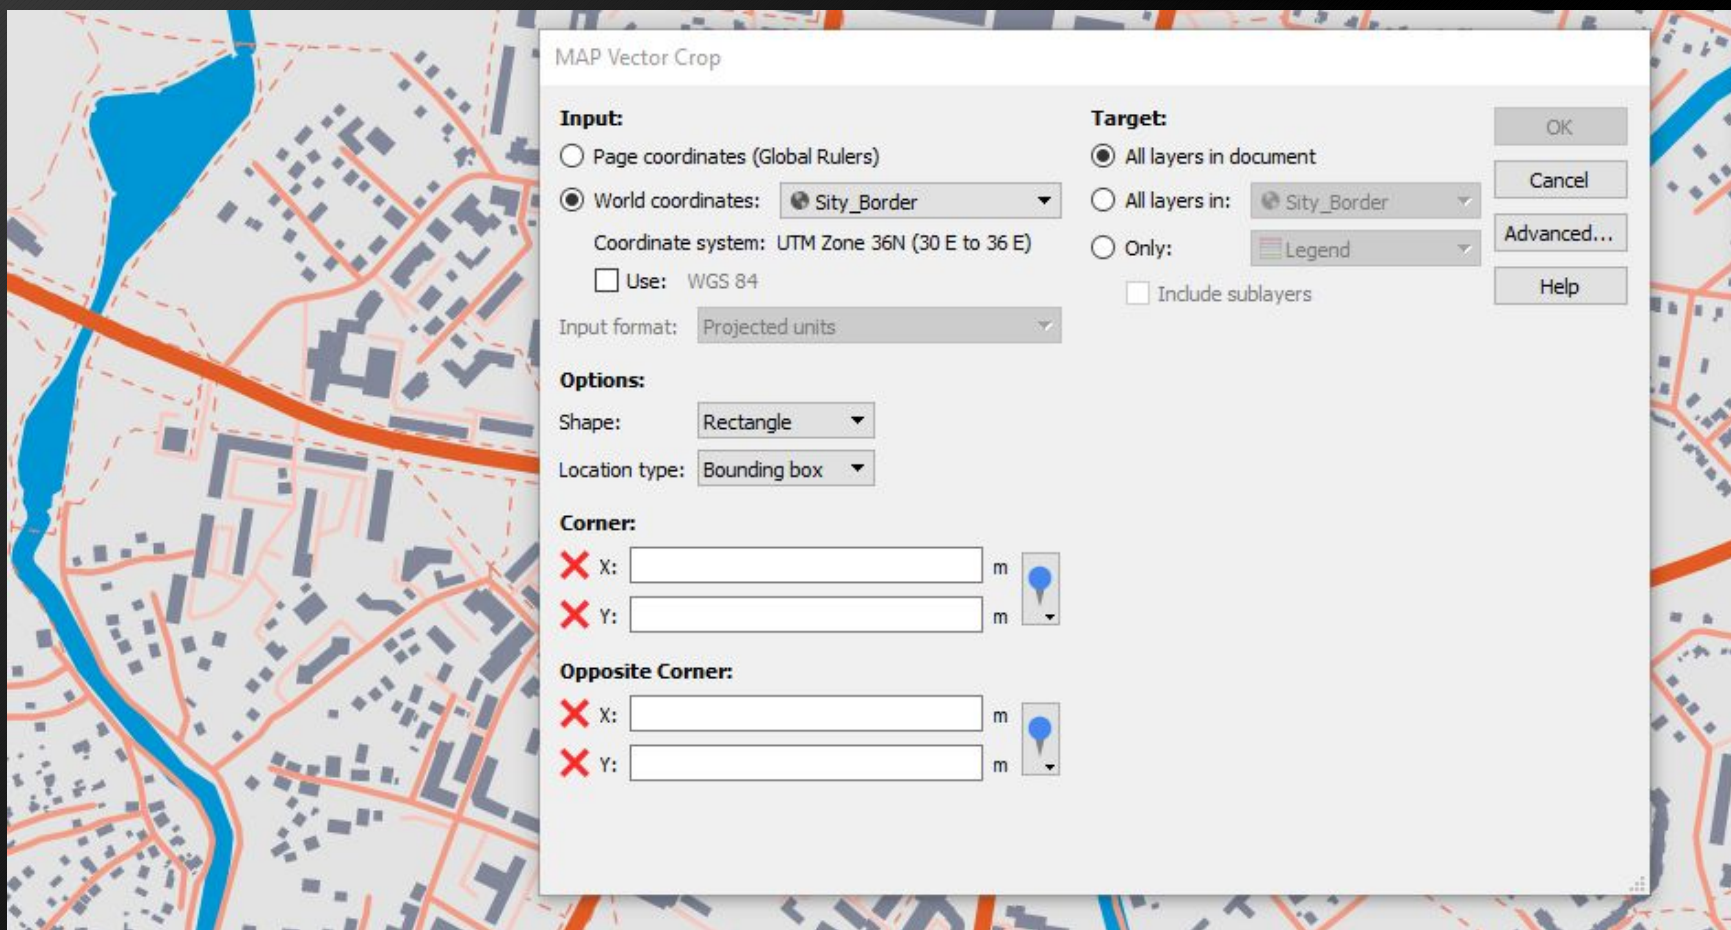 MAP Vector Crop
Input:
Page coordinates (Global Rulers)
World coordinates: Sity_Border
Coordinate system: UTM Zone 36N (30 E to 36 E)
Use: WGS 84
Input format: Projected units
Options:
Shape: Rectangle
Location type: Bounding box
Corner:
X: m
Y: m
Opposite Corner:
X: m
Y: m
Target:
All layers in document
All layers in: Sity_Border
Only: Legend
Include sublayers
OK
Cancel
Advanced...
Help